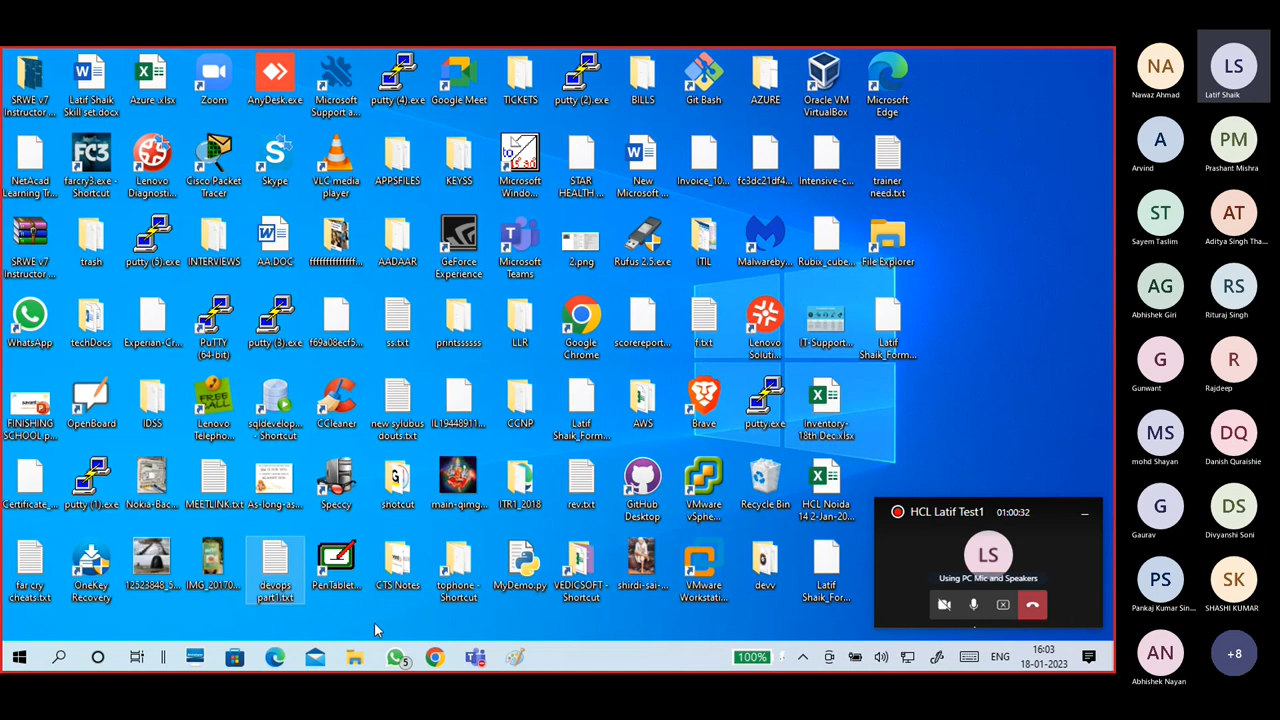 SRWE v7
Instructor ...
Latif Shaik
Skill set.docx
Azure .xlsx
Zoom
AnyDesk.exe
Microsoft
Support a...
putty (4).exe
Google Meet
TICKETS
putty (2).exe
BILLS
Git Bash
AZURE
Oracle VM
VirtualBox
Microsoft
Edge
NetAcad
Learning Tr...
farcry3.exe -
Shortcut
Lenovo
Diagnosti...
Cisco Packet
Tracer
Skype
VLC media
player
APPSFILES
KEYSS
Microsoft
Windo...
STAR
HEALTH ...
New
Microsoft ...
Invoice_10...
fc3dc21df4...
Intensive-c...
trainer
need.txt
SRWE v7
Instructor ...
trash
putty (5).exe
INTERVIEWS
AA.DOC
ffffffffffffff...
AADAAR
GeForce
Experience
Microsoft
Teams
2.png
Rufus 2.5.exe
ITIL
Malwareby...
Rubix_cube...
File Explorer
WhatsApp
techDocs
Experian-Cr...
PuTTY
(64-bit)
putty (3).exe
f69a08ecf5...
ss.txt
printssssss
LLR
Google
Chrome
scorereport...
f.txt
Lenovo
Soluti...
IT-Support...
Latif
Shaik_Form...
FINISHING
SCHOOL p...
OpenBoard
IDSS
Lenovo
Telepho...
sqldevelop...
- Shortcut
CCleaner
new sylubus
douts.txt
IL19448911...
CCNP
Latif
Shaik_Form...
AWS
Brave
putty.exe
Inventory-
18th Dec.xlsx
Certificate_...
putty (1).exe
Nokia-Bac...
MEETLINK.txt
As-long-as...
Speccy
shotcut
main-qimg...
ITR1_2018
rev.txt
GitHub
Desktop
VMware
vSphe...
Recycle Bin
HCL Noida
14 2-Jan-20...
far cry
cheats.txt
OneKey
Recovery
12523848_5...
IMG_20170...
devops
part1.txt
PenTablet...
CTS Notes
tophone -
Shortcut
MyDemo.py
VEDICSOFT -
Shortcut
shirdi-sai-...
VMware
Workstati...
devv
Latif
Shaik_For...
HCL Latif Test1 01:00:32
LS
Using PC Mic and Speakers
100%
ENG
16:03
18-01-2023
5
NA
Nawaz Ahmad
LS
Latif Shaik
A
Arvind
PM
Prashant Mishra
ST
Sayem Taslim
AT
Aditya Singh Tha...
AG
Abhishek Giri
RS
Rituraj Singh
G
Gunwant
R
Rajdeep
MS
mohd Shayan
DQ
Danish Quraishie
G
Gaurav
DS
Divyanshi Soni
PS
Pankaj Kumar Sin...
SK
SHASHI KUMAR
AN
Abhishek Nayan
+8